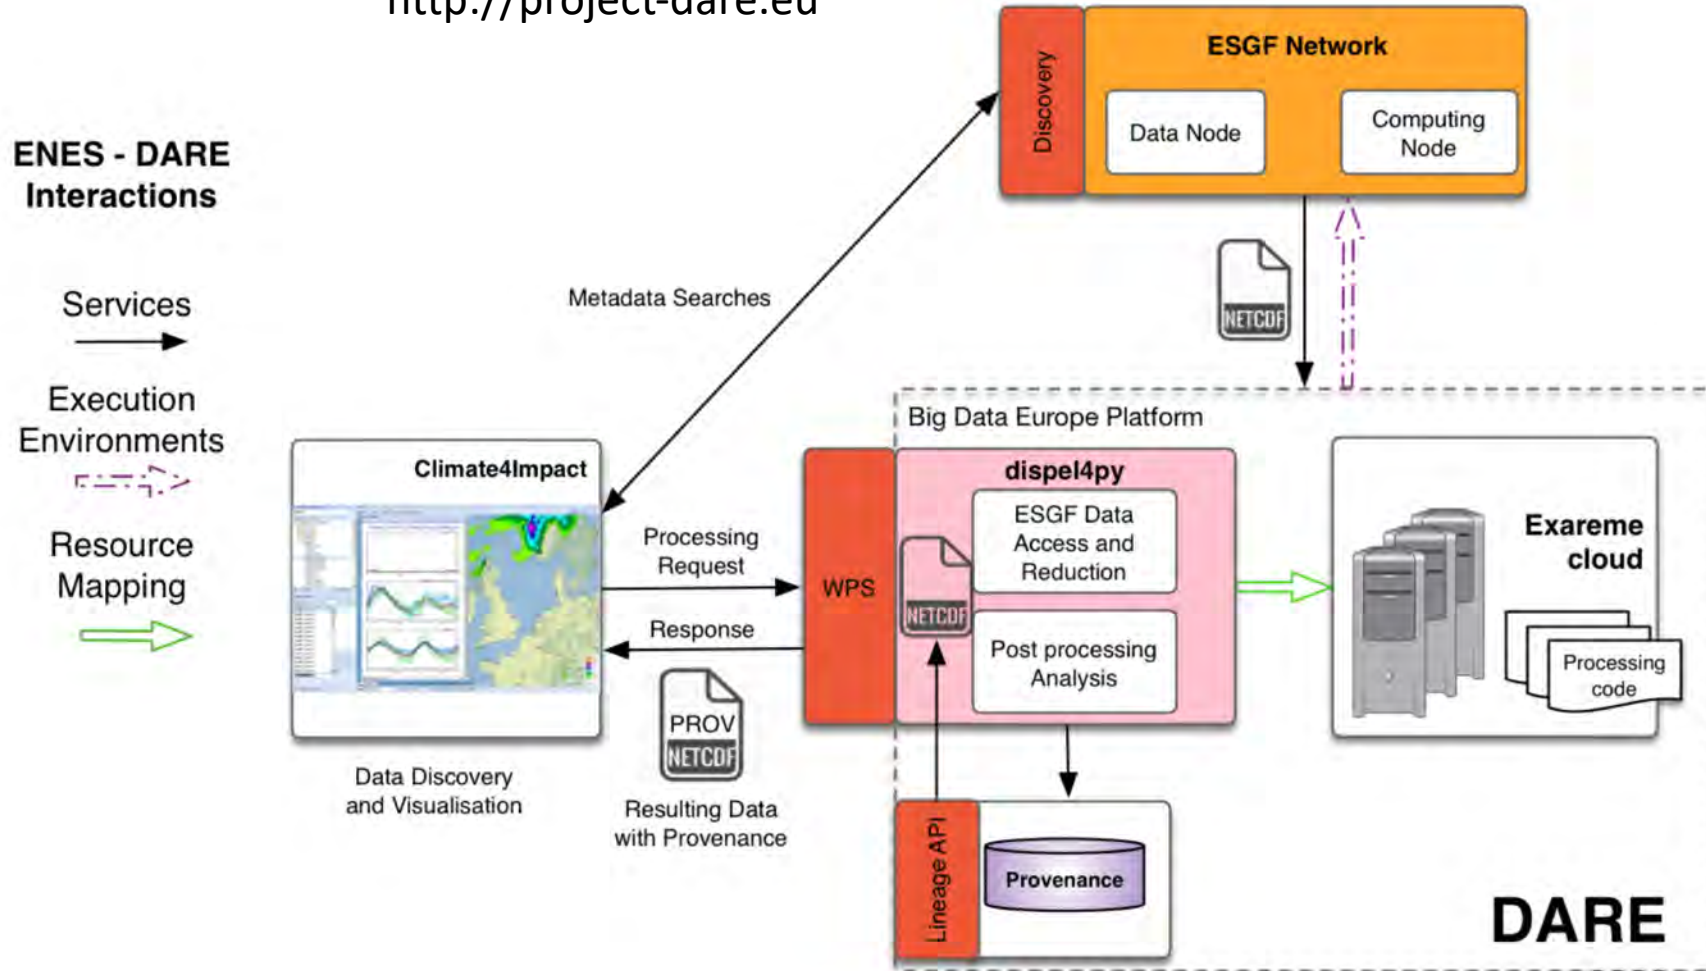 http://project-dare.eu
ESGF Network
Discovery
Data Node
Computing
Node
ENES - DARE
Interactions
Services
Execution
Environments
Resource
Mapping
Metadata Searches
NETCDF
Big Data Europe Platform
Climate4Impact
Processing
Request
Response
WPS
dispel4py
ESGF Data
Access and
Reduction
NETCDF
Post processing
Analysis
Exareme
cloud
Processing
code
PROV
NETCDF
Data Discovery
and Visualisation
Resulting Data
with Provenance
Lineage API
Provenance
DARE